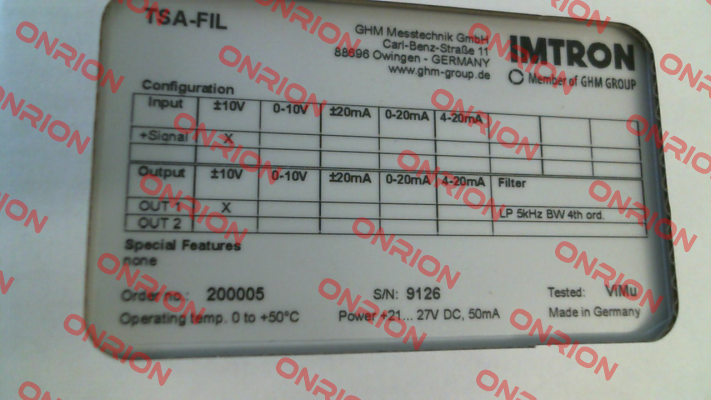 TSA-FIL
GHM Messtechnik GmbH
Carl-Benz-Straße 11
88696 Owingen - GERMANY
www.ghm-group.de
IMTRON
Member of GHM GROUP
Configuration
Input ±10V 0-10V ±20mA 0-20mA 4-20mA
+Signal X
Output ±10V 0-10V ±20mA 0-20mA 4-20mA Filter
OUT 1 X LP 5kHz BW 4th ord.
OUT 2
Special Features
none
Order no.: 200005 S/N: 9126 Tested: ViMu
Operating temp. 0 to +50°C Power +21... 27V DC, 50mA Made in Germany
ONRION